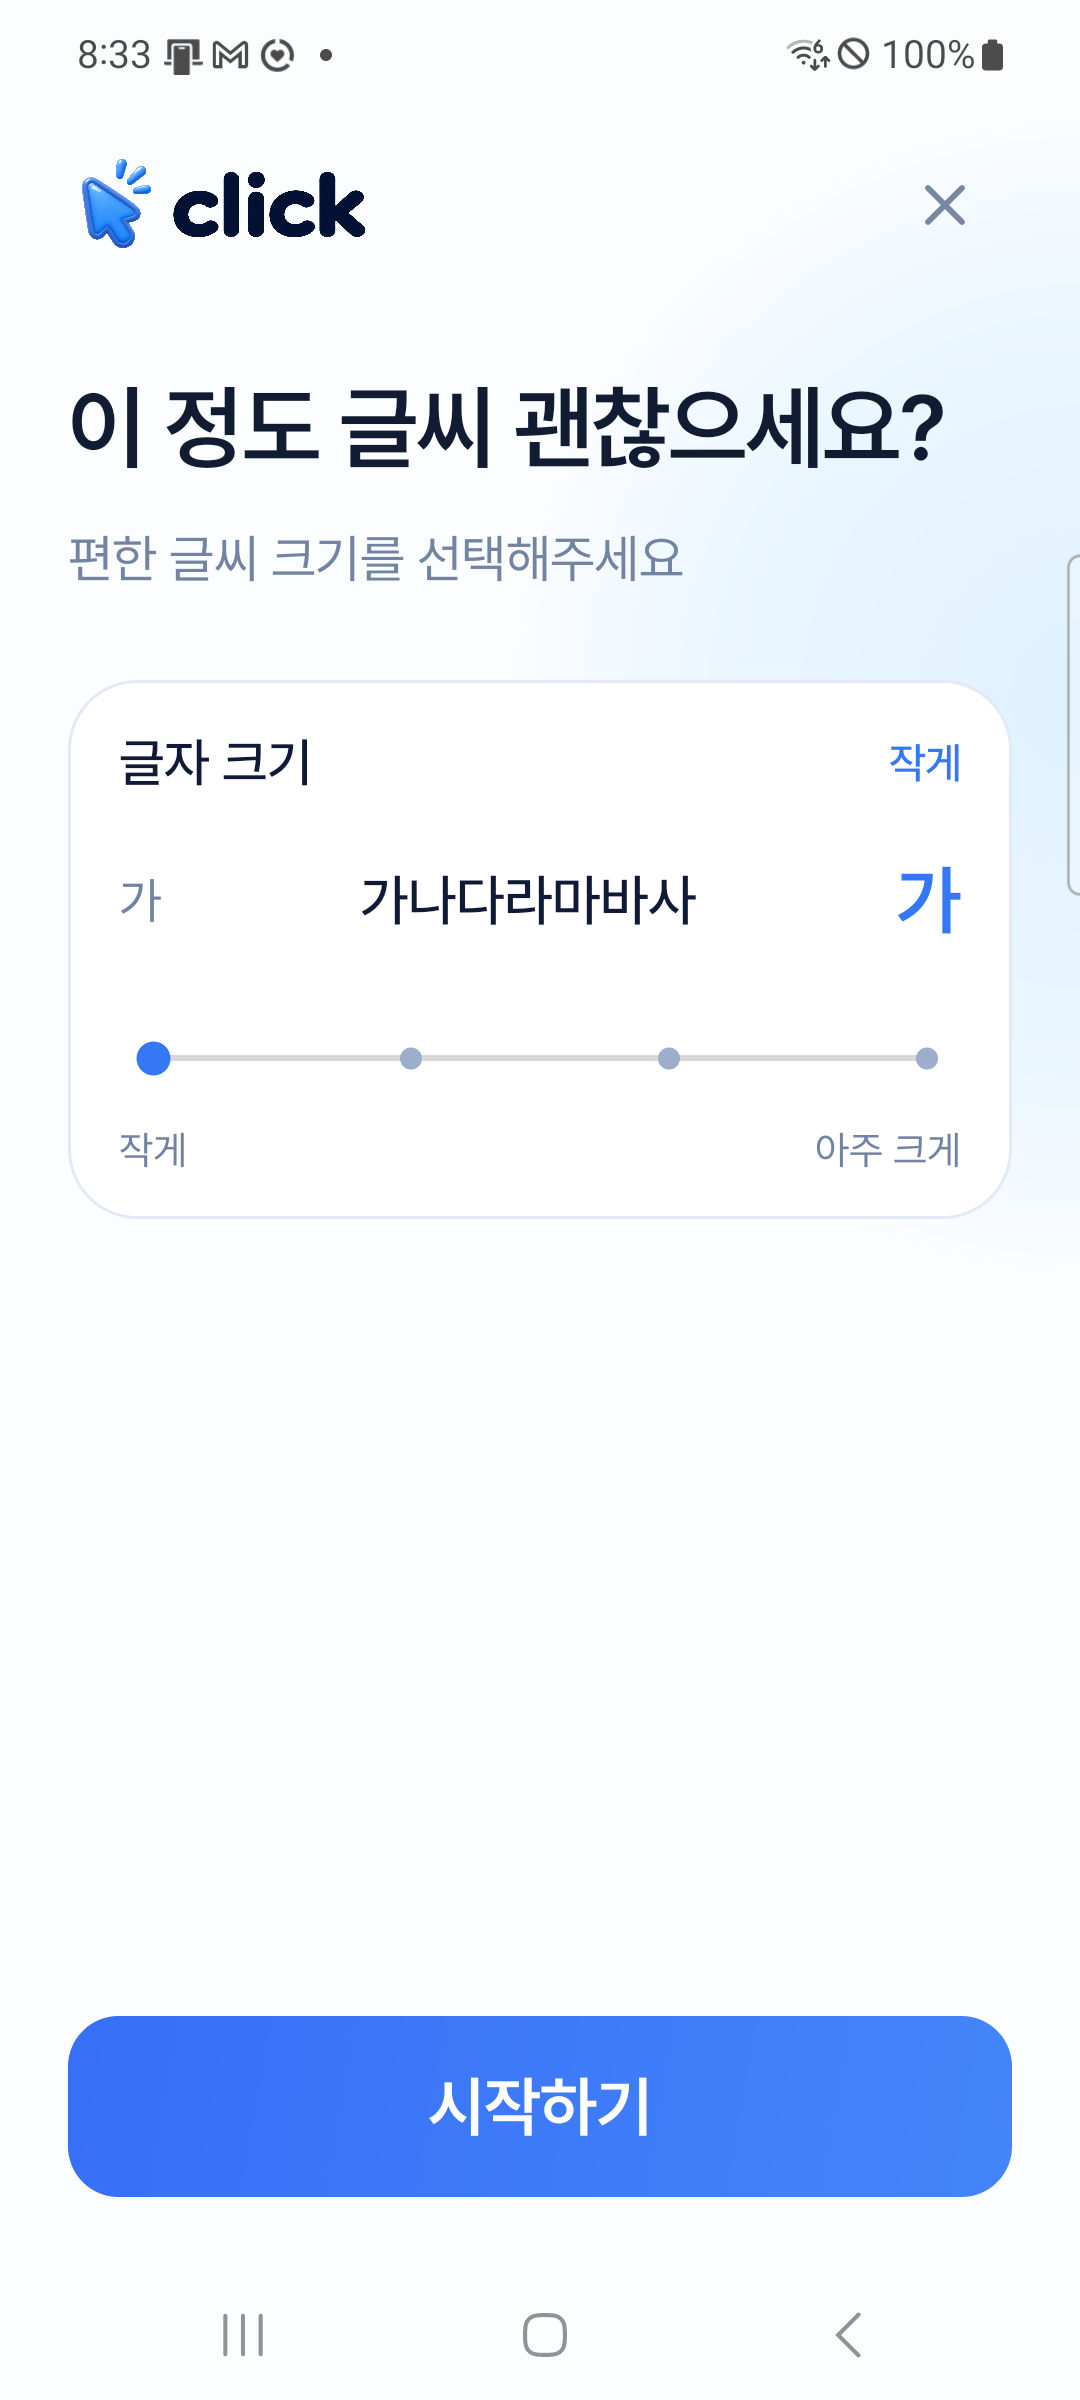 8:33 100%
click
이 정도 글씨 괜찮으세요?
편한 글씨 크기를 선택해주세요
글자 크기 작게
가 가나다라마바사 가
작게 아주 크게
시작하기